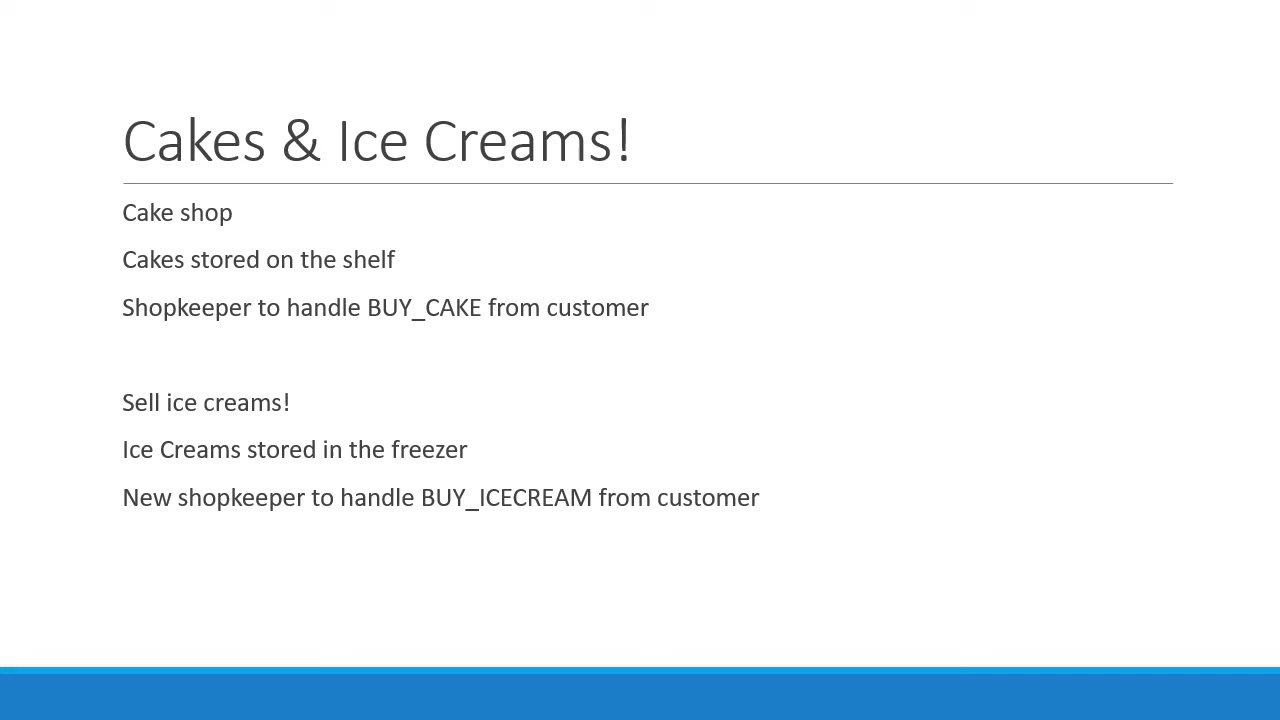 Cakes & Ice Creams!
Cake shop
Cakes stored on the shelf
Shopkeeper to handle BUY_CAKE from customer
Sell ice creams!
Ice Creams stored in the freezer
New shopkeeper to handle BUY_ICECREAM from customer